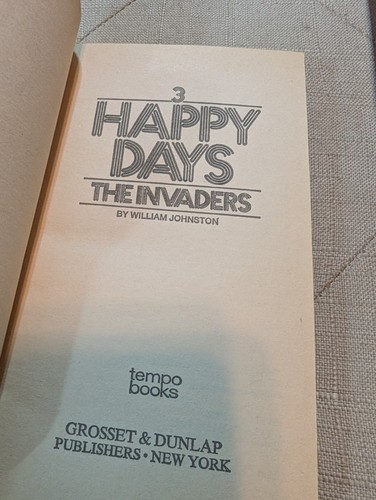 3
HAPPY
DAYS
THE INVADERS
BY WILLIAM JOHNSTON
tempo
books
GROSSET & DUNLAP
PUBLISHERS • NEW YORK